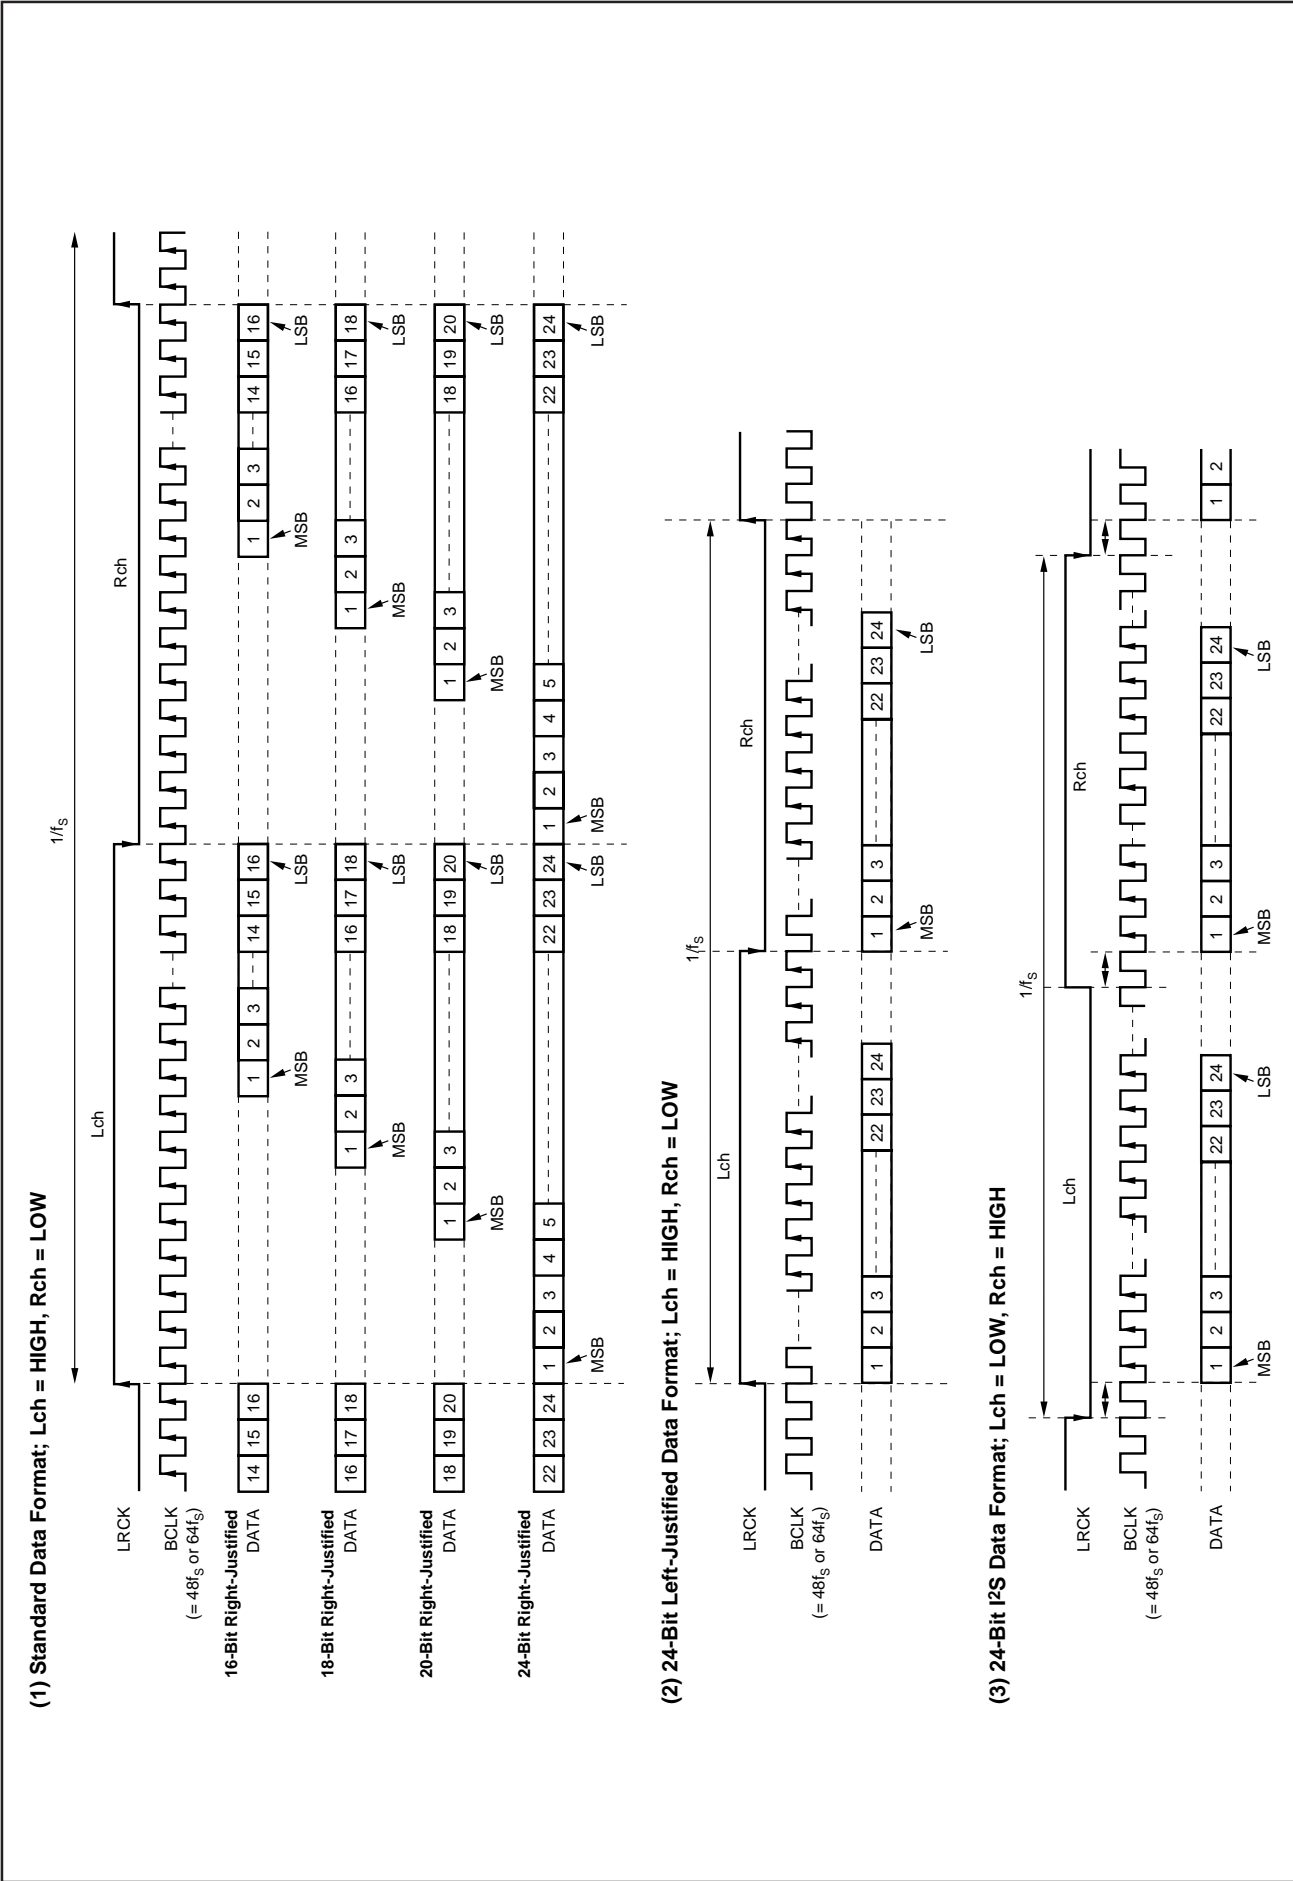 (1) Standard Data Format; Lch = HIGH, Rch = LOW
1/fS
LRCK Lch Rch
BCLK
(= 48fS or 64fS)
16-Bit Right-Justified
DATA 14 15 16 1 2 3 14 15 16 1 2 3 14 15 16
MSB LSB MSB LSB
18-Bit Right-Justified
DATA 16 17 18 1 2 3 16 17 18 1 2 3 16 17 18
MSB LSB MSB LSB
20-Bit Right-Justified
DATA 18 19 20 1 2 3 18 19 20 1 2 3 18 19 20
MSB LSB MSB LSB
24-Bit Right-Justified
DATA 22 23 24 1 2 3 4 5 22 23 24 1 2 3 4 5 22 23 24
MSB LSB MSB LSB
(2) 24-Bit Left-Justified Data Format; Lch = HIGH, Rch = LOW
1/fS
LRCK Lch Rch
BCLK
(= 48fS or 64fS)
DATA 1 2 3 22 23 24 1 2 3 22 23 24
MSB LSB
(3) 24-Bit I²S Data Format; Lch = LOW, Rch = HIGH
1/fS
LRCK Lch Rch
BCLK
(= 48fS or 64fS)
DATA 1 2 3 22 23 24 1 2 3 22 23 24 1 2
MSB LSB MSB LSB